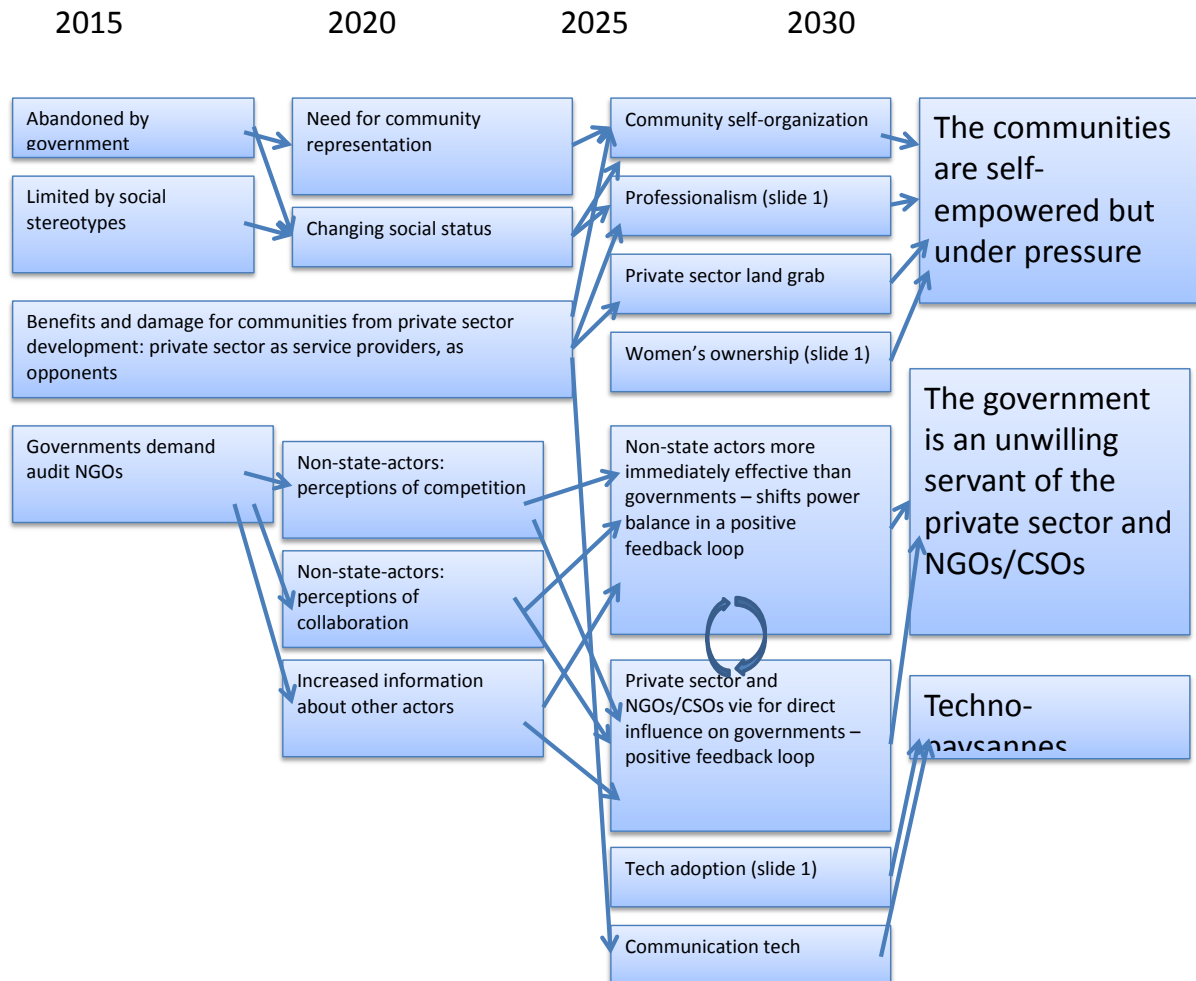 2015 2020 2025 2030
Abandoned by
government
Limited by social
stereotypes
Need for community
representation
Changing social status
Benefits and damage for communities from private sector
development: private sector as service providers, as
opponents
Governments demand
audit NGOs
Non-state-actors:
perceptions of competition
Non-state-actors:
perceptions of
collaboration
Increased information
about other actors
Community self-organization
Professionalism (slide 1)
Private sector land grab
Women’s ownership (slide 1)
Non-state actors more
immediately effective than
governments – shifts power
balance in a positive
feedback loop
Private sector and
NGOs/CSOs vie for direct
influence on governments –
positive feedback loop
Tech adoption (slide 1)
Communication tech
The communities
are self-
empowered but
under pressure
The government
is an unwilling
servant of the
private sector and
NGOs/CSOs
Techno-
paysannes